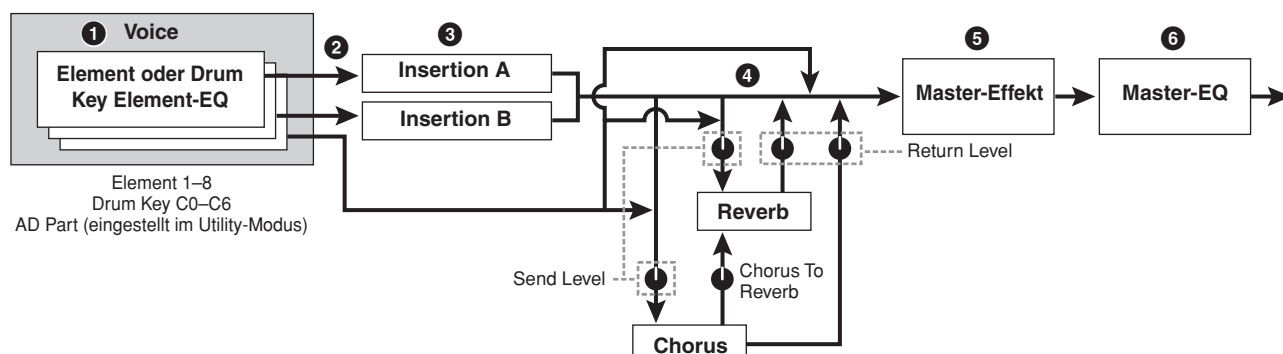 1 Voice
2
3
Element oder Drum
Key Element-EQ
Insertion A
Insertion B
4
5
6
Master-Effekt
Master-EQ
Return Level
Element 1–8
Drum Key C0–C6
AD Part (eingestellt im Utility-Modus)
Reverb
Send Level
Chorus To
Reverb
Chorus